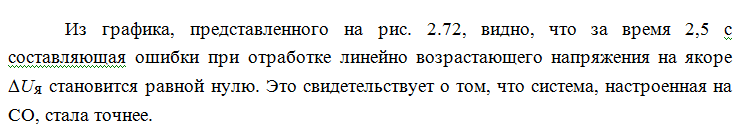 Из графика, представленного на рис. 2.72, видно, что за время 2,5 с
составляющая ошибки при отработке линейно возрастающего напряжения на якоре
ΔUЯ становится равной нулю. Это свидетельствует о том, что система, настроенная на
СО, стала точнее.